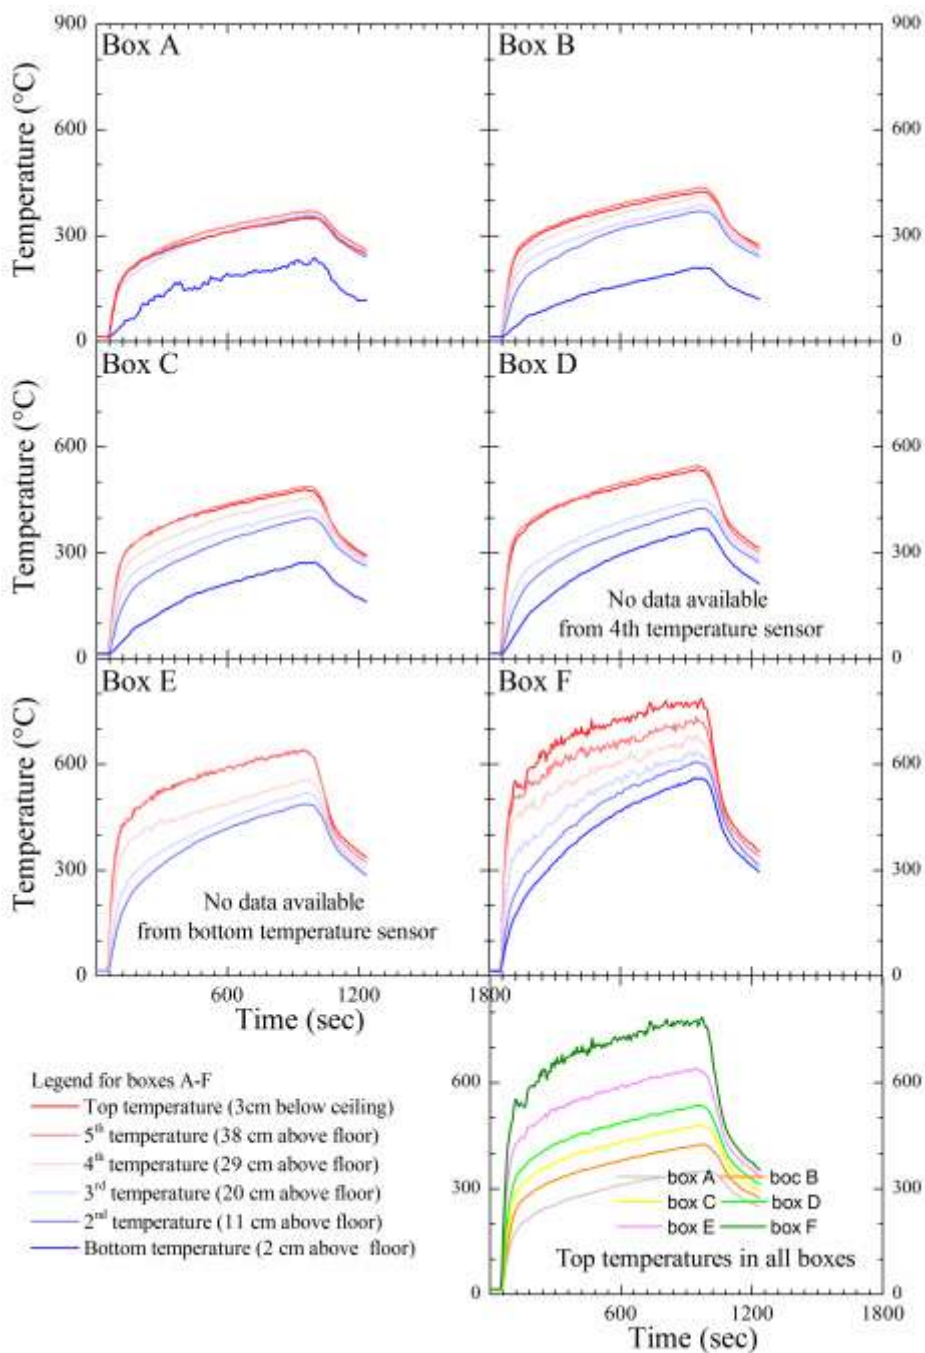 900
Box A
Box B
900
Temperature (°C)
600
600
300
300
0
0
Box C
Box D
Temperature (°C)
600
600
300
300
No data available
from 4th temperature sensor
0
0
Box E
Box F
Temperature (°C)
600
600
300
300
No data available
from bottom temperature sensor
0
0
600
1200
1800
Time (sec)
Legend for boxes A-F
Top temperature (3cm below ceiling)
5th temperature (38 cm above floor)
4th temperature (29 cm above floor)
3rd temperature (20 cm above floor)
2nd temperature (11 cm above floor)
Bottom temperature (2 cm above floor)
600
600
300
300
box A
boc B
box C
box D
box E
box F
Top temperatures in all boxes
0
0
600
1200
1800
Time (sec)